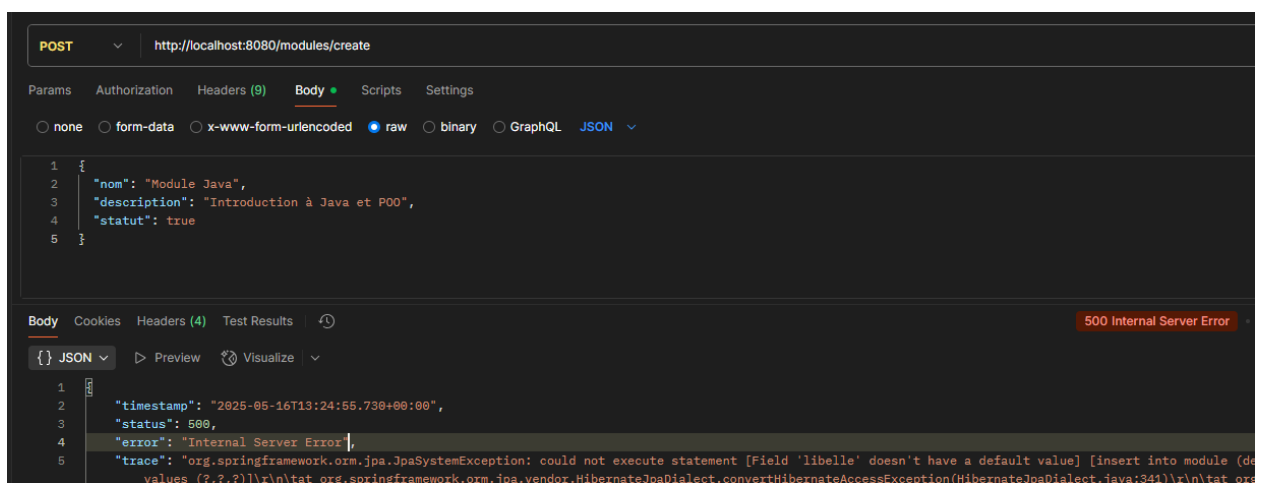 POST http://localhost:8080/modules/create
Params Authorization Headers (9) Body Scripts Settings
none form-data x-www-form-urlencoded raw binary GraphQL JSON
1 {
2 "nom": "Module Java",
3 "description": "Introduction à Java et POO",
4 "statut": true
5 }
Body Cookies Headers (4) Test Results 500 Internal Server Error
{} JSON Preview Visualize
1 {
2 "timestamp": "2025-05-16T13:24:55.730+00:00",
3 "status": 500,
4 "error": "Internal Server Error",
5 "trace": "org.springframework.orm.jpa.JpaSystemException: could not execute statement [Field 'libelle' doesn't have a default value] [insert into module (de
values (?,?,?)]\r\n\tat org.springframework.orm.jpa.vendor.HibernateJpaDialect.convertHibernateAccessException(HibernateJpaDialect.java:341)\r\n\tat org